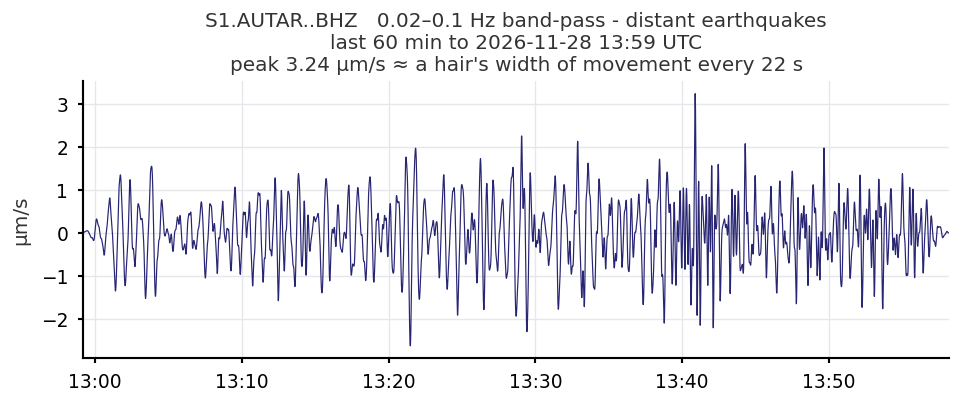 S1.AUTAR..BHZ   0.02–0.1 Hz band-pass - distant earthquakes
last 60 min to 2026-11-28 13:59 UTC
peak 3.24 µm/s ≈ a hair's width of movement every 22 s
µm/s
3
2
1
0
−1
−2
13:00 13:10 13:20 13:30 13:40 13:50